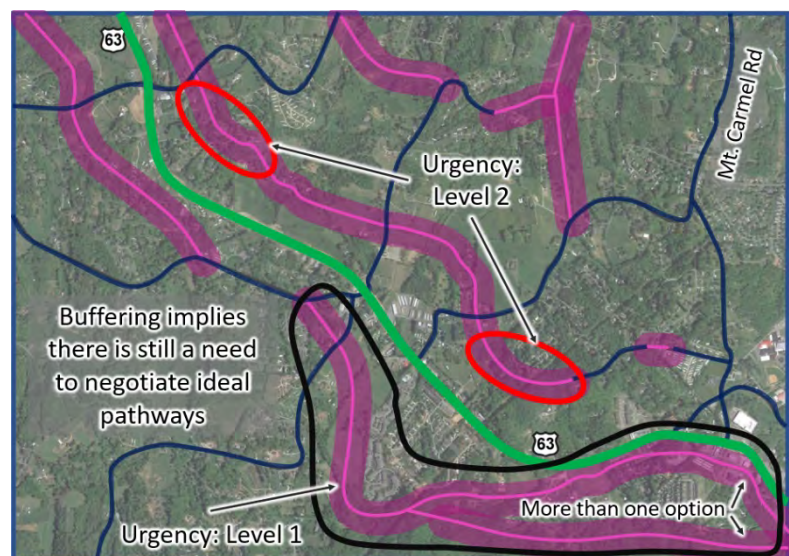 63
Mt. Carmel Rd
Urgency:
Level 2
Buffering implies
there is still a need
to negotiate ideal
pathways
63
More than one option
Urgency: Level 1